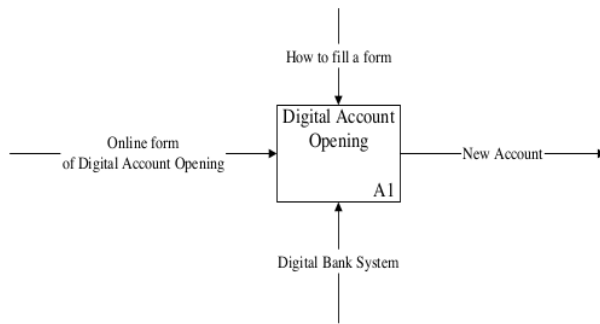 How to fill a form
Digital Account
Opening
Online form
of Digital Account Opening
New Account
A1
Digital Bank System